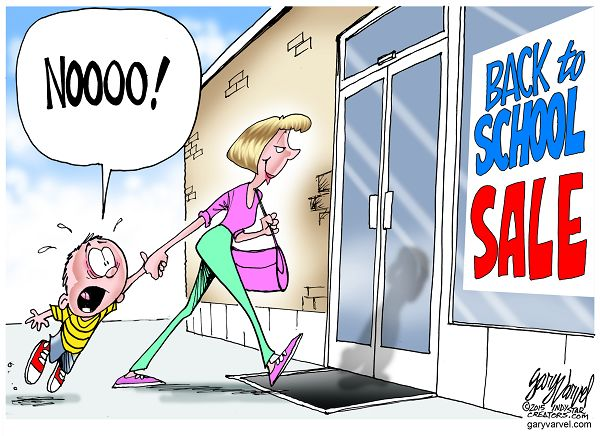 NOOOO!
BACK to
SCHOOL
SALE
Gary Varvel
©2015 INDYSTAR
CREATORS.COM
garyvarvel.com